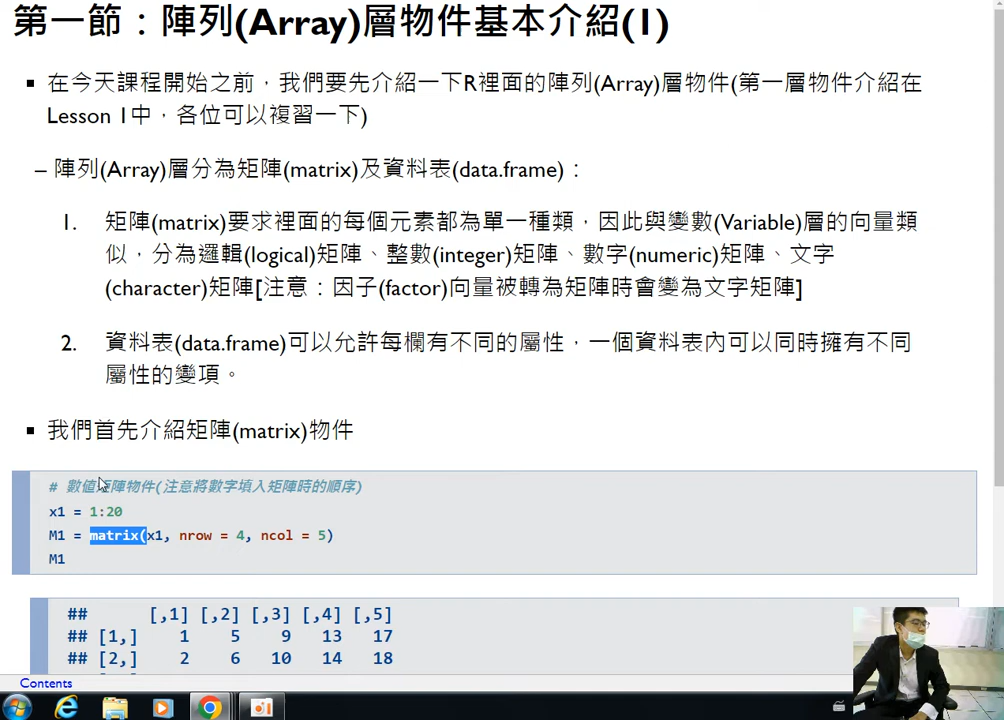 第一節：陣列(Array)層物件基本介紹(1)
▪ 在今天課程開始之前，我們要先介紹一下R裡面的陣列(Array)層物件(第一層物件介紹在
Lesson 1中，各位可以複習一下)
– 陣列(Array)層分為矩陣(matrix)及資料表(data.frame)：
1. 矩陣(matrix)要求裡面的每個元素都為單一種類，因此與變數(Variable)層的向量類
似，分為邏輯(logical)矩陣、整數(integer)矩陣、數字(numeric)矩陣、文字
(character)矩陣[注意：因子(factor)向量被轉為矩陣時會變為文字矩陣]
2. 資料表(data.frame)可以允許每欄有不同的屬性，一個資料表內可以同時擁有不同
屬性的變項。
▪ 我們首先介紹矩陣(matrix)物件
# 數值矩陣物件(注意將數字填入矩陣時的順序)
x1 = 1:20
M1 = matrix(x1, nrow = 4, ncol = 5)
M1
## [,1] [,2] [,3] [,4] [,5]
## [1,] 1 5 9 13 17
## [2,] 2 6 10 14 18
Contents